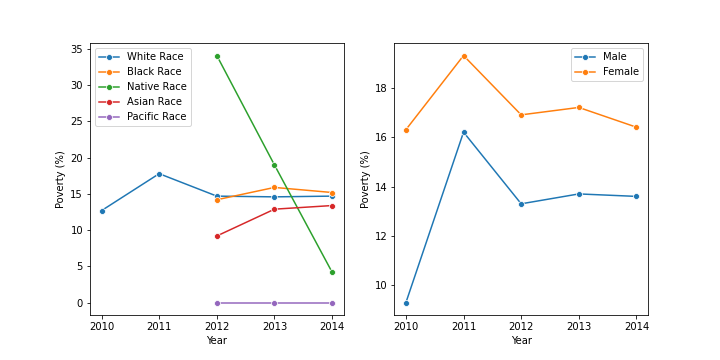 35
30
25
20
15
10
5
0
Poverty (%)
White Race
Black Race
Native Race
Asian Race
Pacific Race
2010 2011 2012 2013 2014
Year
18
16
14
12
10
Poverty (%)
Male
Female
2010 2011 2012 2013 2014
Year